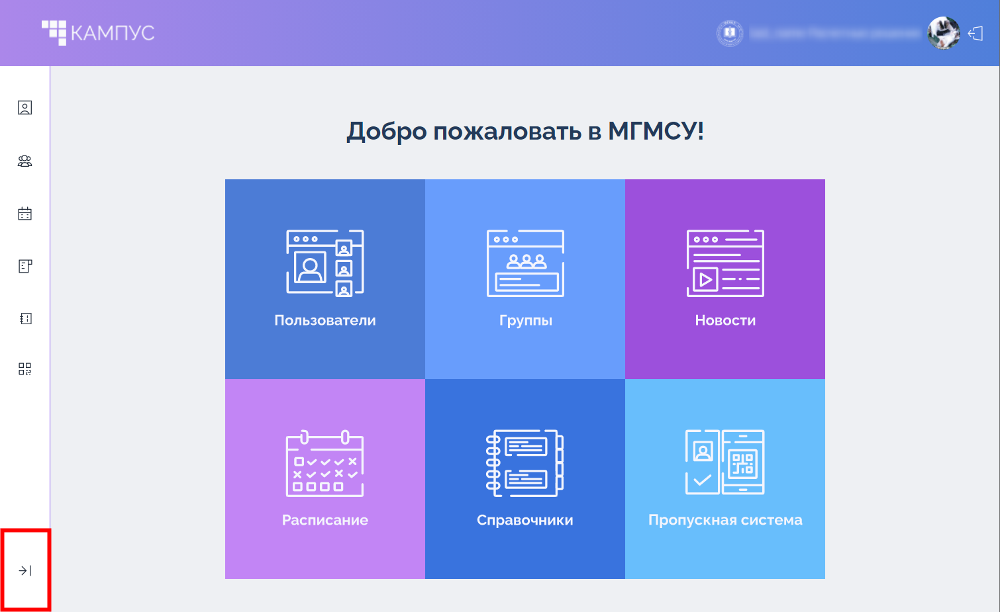 КАМПУС
Добро пожаловать в МГМСУ!
Пользователи
Группы
Новости
Расписание
Справочники
Пропускная система